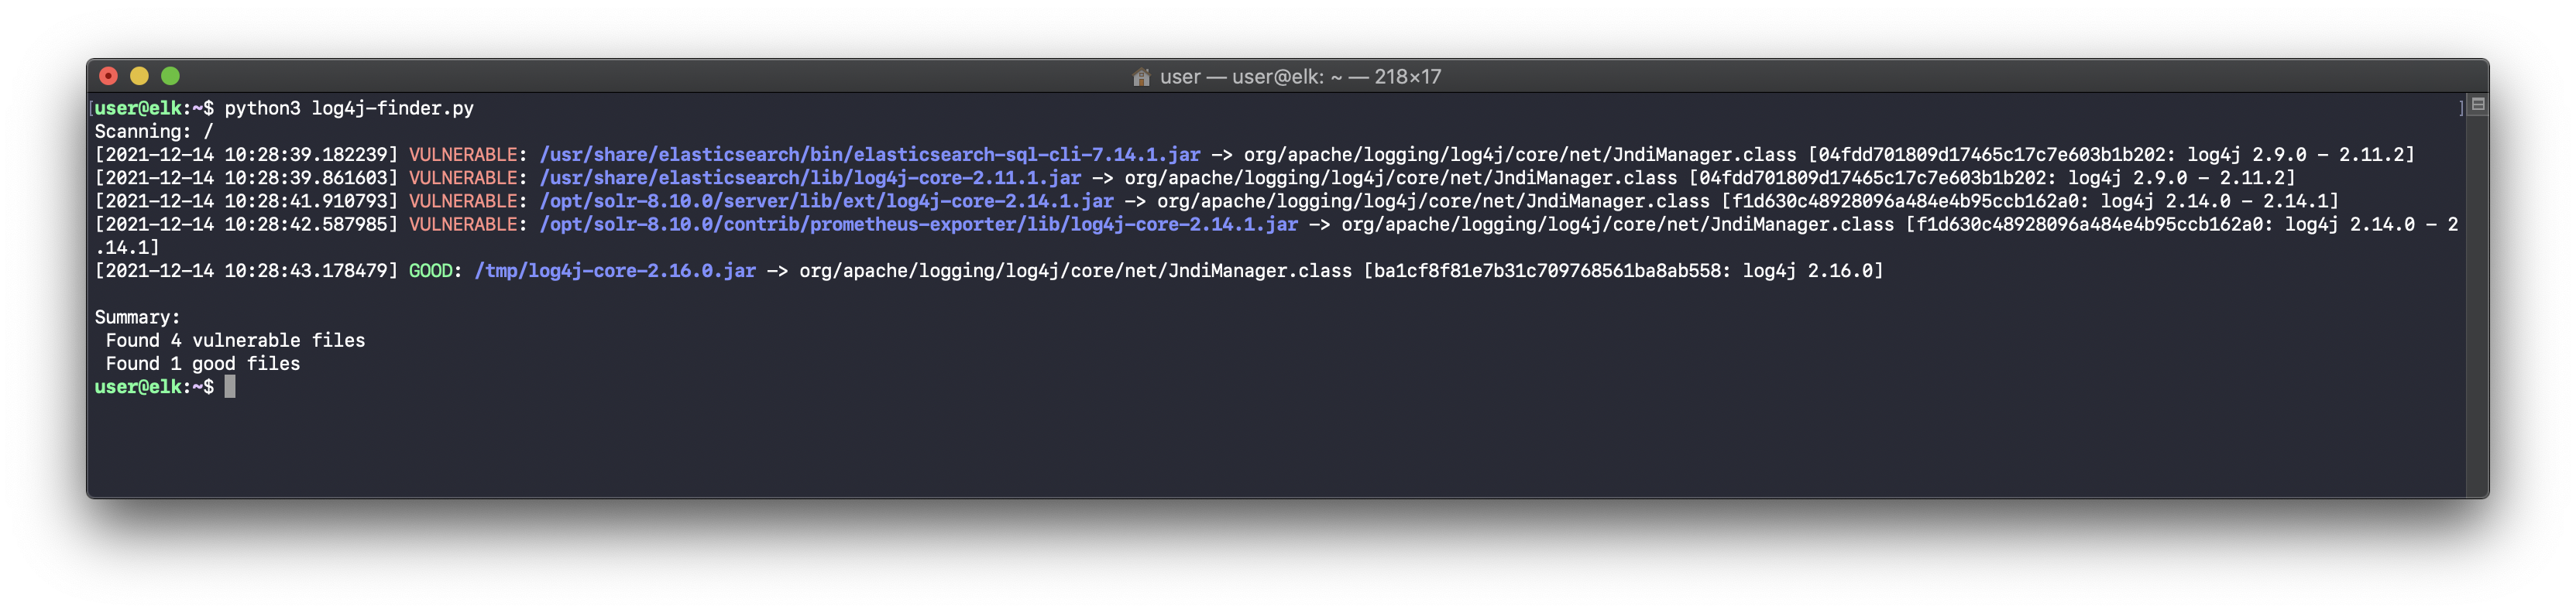 user — user@elk: ~ — 218×17
user@elk:~$ python3 log4j-finder.py
Scanning: /
[2021-12-14 10:28:39.182239] VULNERABLE: /usr/share/elasticsearch/bin/elasticsearch-sql-cli-7.14.1.jar -> org/apache/logging/log4j/core/net/JndiManager.class [04fdd701809d17465c17c7e603b1b202: log4j 2.9.0 - 2.11.2]
[2021-12-14 10:28:39.861603] VULNERABLE: /usr/share/elasticsearch/lib/log4j-core-2.11.1.jar -> org/apache/logging/log4j/core/net/JndiManager.class [04fdd701809d17465c17c7e603b1b202: log4j 2.9.0 - 2.11.2]
[2021-12-14 10:28:41.910793] VULNERABLE: /opt/solr-8.10.0/server/lib/ext/log4j-core-2.14.1.jar -> org/apache/logging/log4j/core/net/JndiManager.class [f1d630c48928096a484e4b95ccb162a0: log4j 2.14.0 - 2.14.1]
[2021-12-14 10:28:42.587985] VULNERABLE: /opt/solr-8.10.0/contrib/prometheus-exporter/lib/log4j-core-2.14.1.jar -> org/apache/logging/log4j/core/net/JndiManager.class [f1d630c48928096a484e4b95ccb162a0: log4j 2.14.0 - 2
.14.1]
[2021-12-14 10:28:43.178479] GOOD: /tmp/log4j-core-2.16.0.jar -> org/apache/logging/log4j/core/net/JndiManager.class [ba1cf8f81e7b31c709768561ba8ab558: log4j 2.16.0]
Summary:
Found 4 vulnerable files
Found 1 good files
user@elk:~$